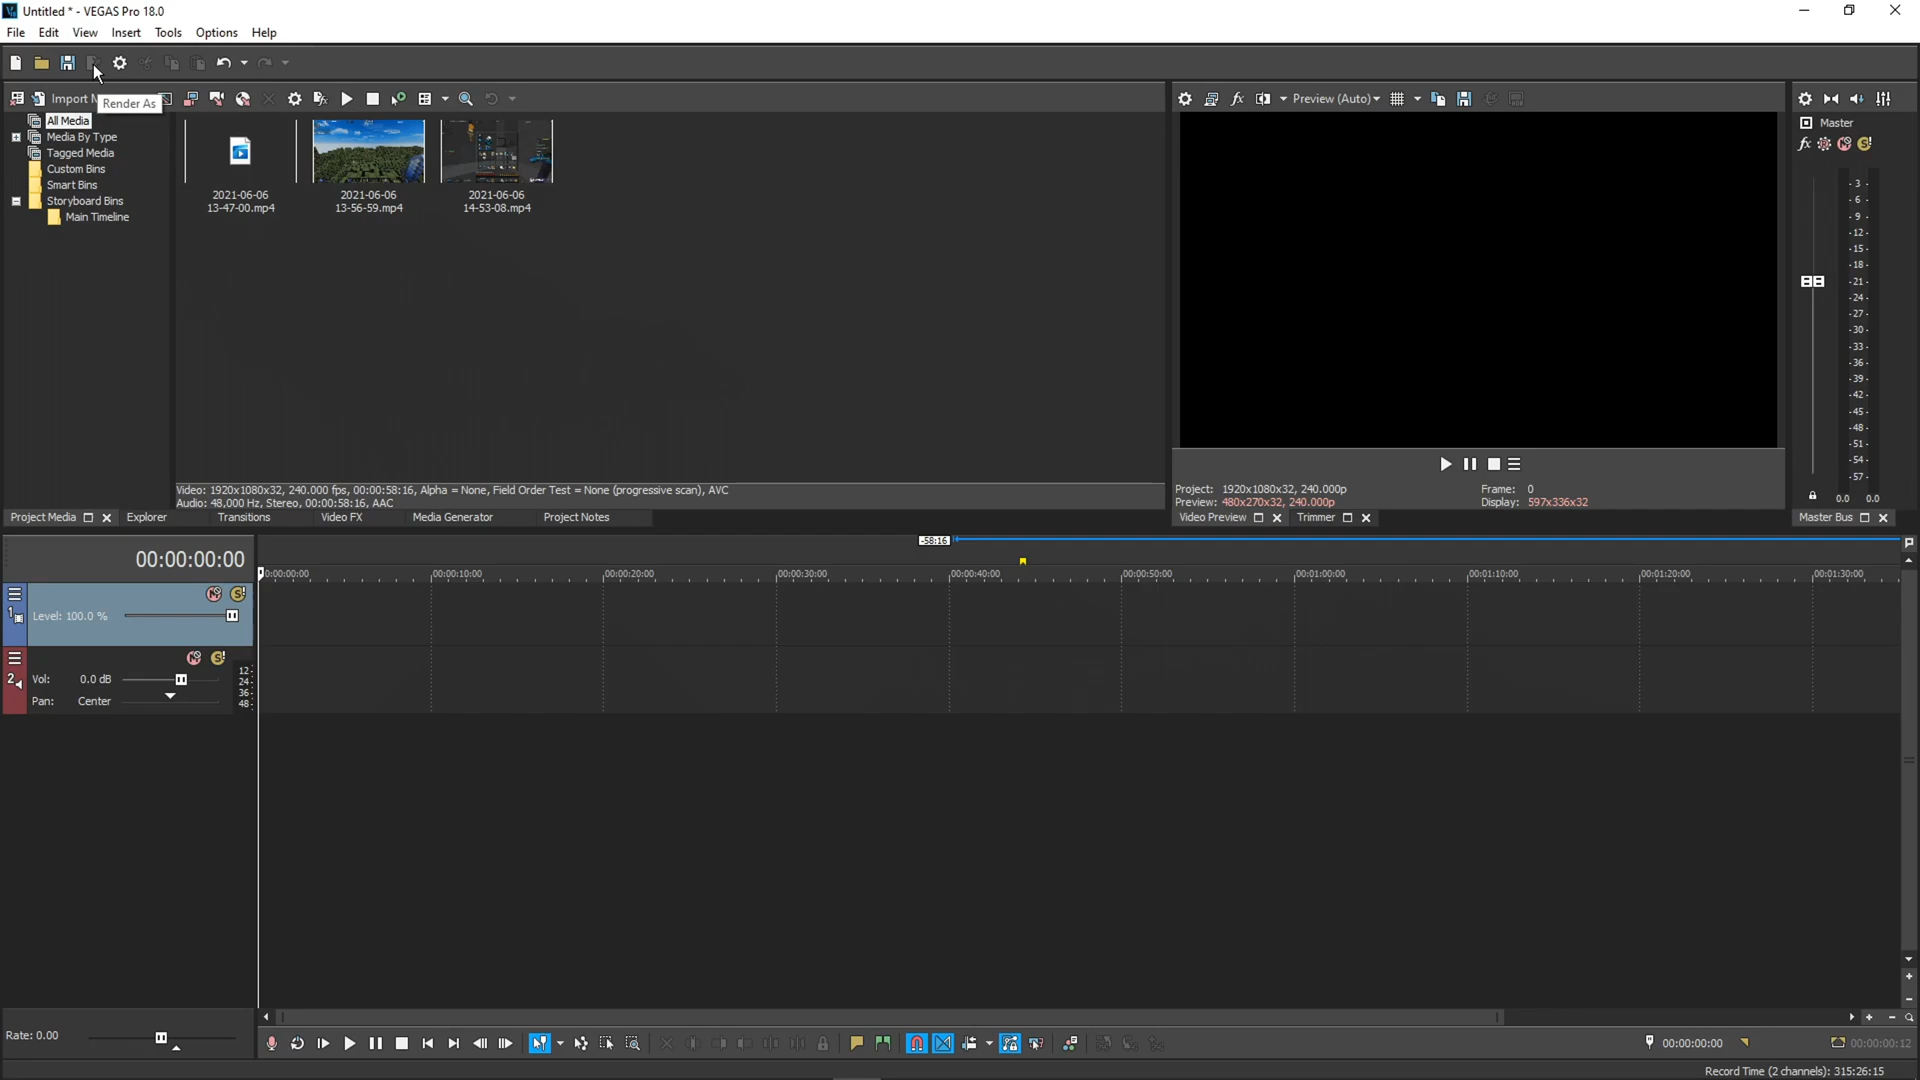 Untitled * - VEGAS Pro 18.0
File Edit View Insert Tools Options Help
Import M
Render As
Preview (Auto)
All Media
Media By Type
Tagged Media
Custom Bins
Smart Bins
Storyboard Bins
Main Timeline
2021-06-06
13-47-00.mp4
2021-06-06
13-56-59.mp4
2021-06-06
14-53-08.mp4
Master
-3-
-6-
-9-
-12-
-15-
-18-
-21-
-24-
-27-
-30-
-33-
-36-
-39-
-42-
-45-
-48-
-51-
-54-
-57-
0.0 0.0
Video: 1920x1080x32, 240.000 fps, 00:00:58:16, Alpha = None, Field Order Test = None (progressive scan), AVC
Audio: 48,000 Hz, Stereo, 00:00:58:16, AAC
Project: 1920x1080x32, 240.000p Frame: 0
Preview: 480x270x32, 240.000p Display: 597x336x32
Project Media Explorer Transitions Video FX Media Generator Project Notes
Video Preview Trimmer
Master Bus
00:00:00:00
-58:16
0:00:00:00 00:00:10:00 00:00:20:00 00:00:30:00 00:00:40:00 00:00:50:00 00:01:00:00 00:01:10:00 00:01:20:00 00:01:30:00
1
Level: 100.0 %
2
Vol: 0.0 dB
Pan: Center
12-
24-
36-
48-
Rate: 0.00
00:00:00:00
00:00:00:12
Record Time (2 channels): 315:26:15